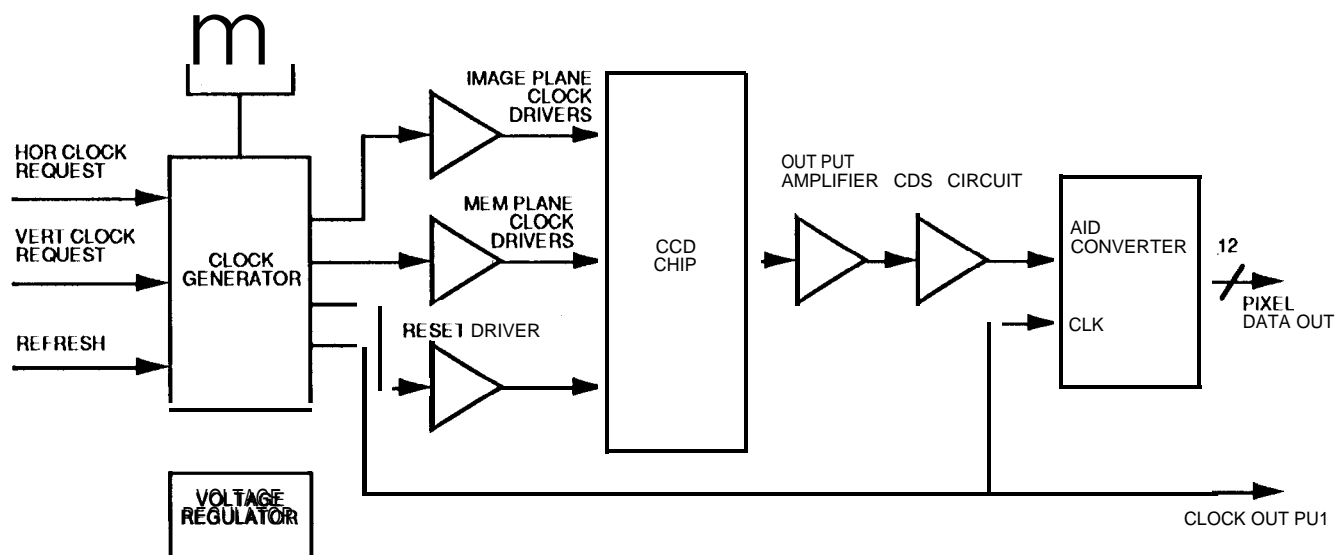 m
IMAGE PLANE
CLOCK
DRIVERS
HOR CLOCK
REQUEST
VERT CLOCK
REQUEST
REFRESH
CLOCK
GENERATOR
MEM PLANE
CLOCK
DRIVERS
RESET DRIVER
CCD
CHIP
OUT PUT
AMPLIFIER
CDS CIRCUIT
AID
CONVERTER
CLK
12
PIXEL
DATA OUT
VOLTAGE
REGULATOR
CLOCK OUT PU1